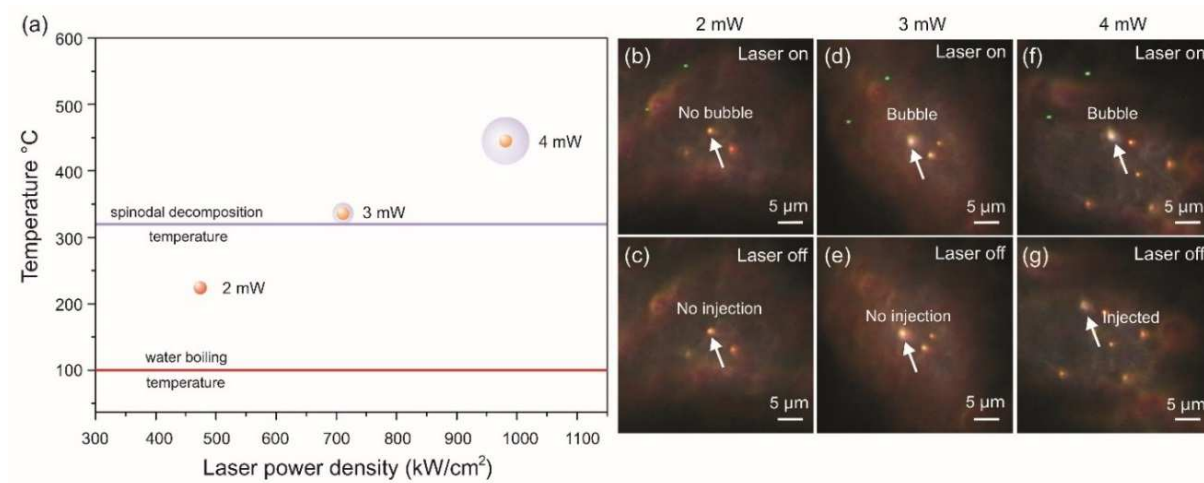 (a)
600
500
400
300
200
100
300 400 500 600 700 800 900 1000 1100
Temperature °C
Laser power density (kW/cm²)
4 mW
3 mW
spinodal decomposition
temperature
2 mW
water boiling
temperature
2 mW
3 mW
4 mW
(b)
Laser on
No bubble
5 µm
(d)
Laser on
Bubble
5 µm
(f)
Laser on
Bubble
5 µm
(c)
Laser off
No injection
5 µm
(e)
Laser off
No injection
5 µm
(g)
Laser off
Injected
5 µm